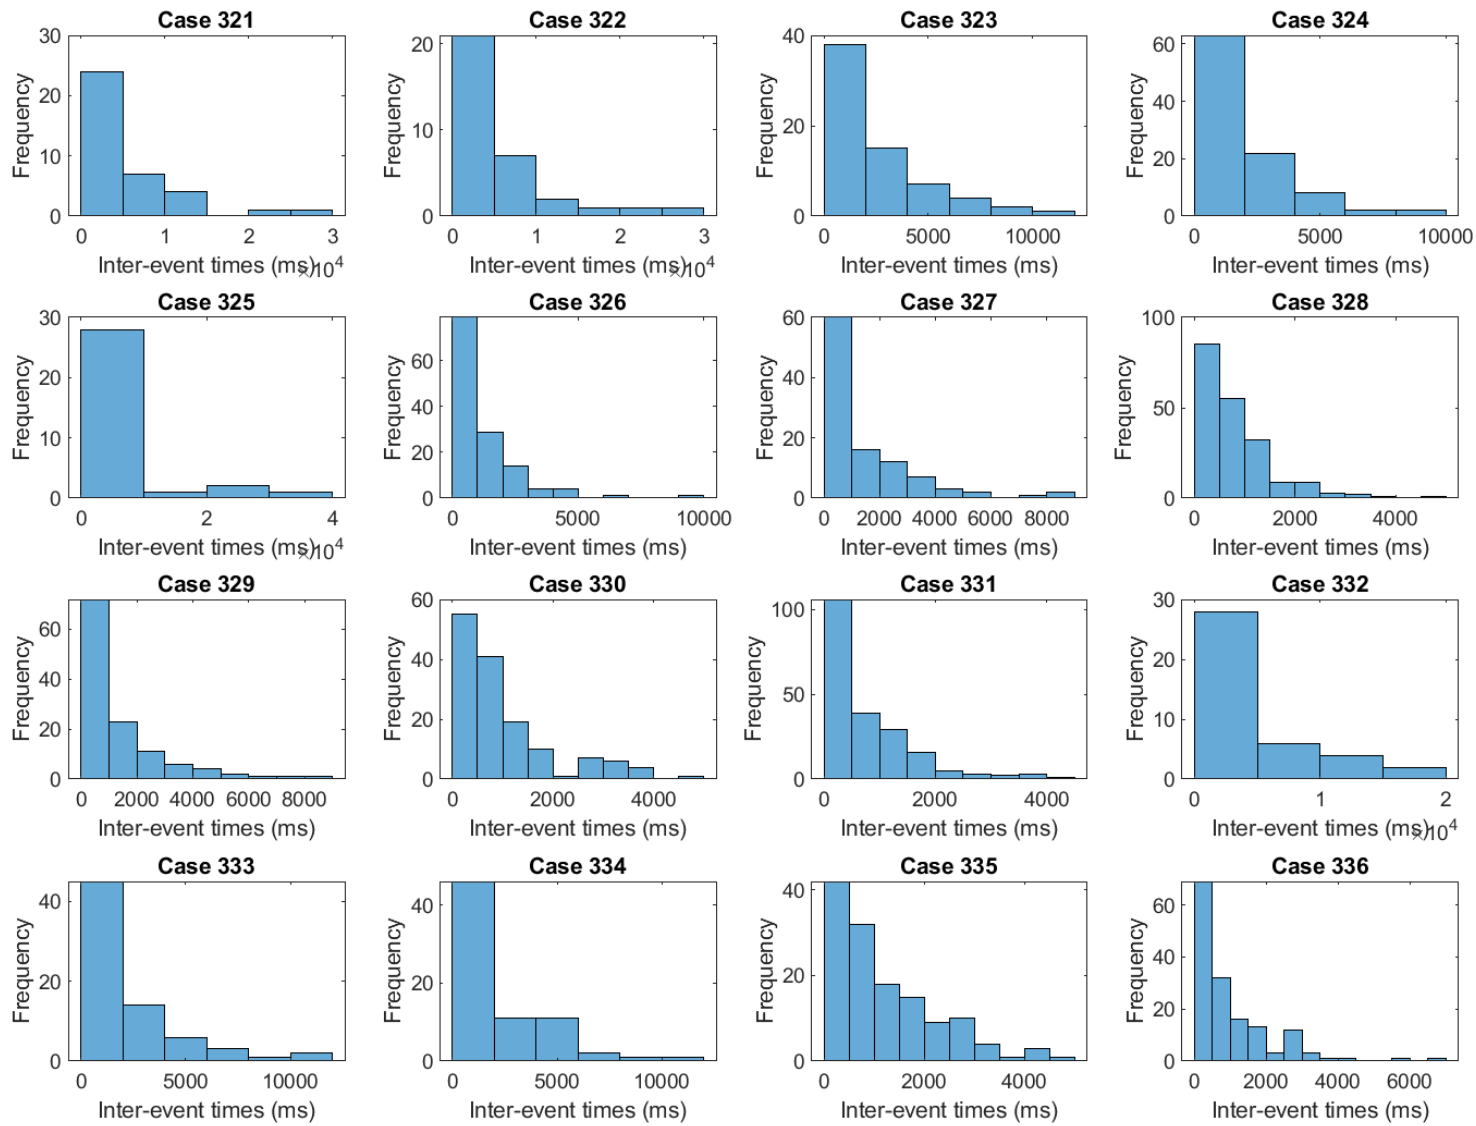 Case 321
30
20
10
0
Frequency
0 1 2 3
Inter-event times (ms)
×10⁴
Case 322
20
10
0
Frequency
0 1 2 3
Inter-event times (ms)
×10⁴
Case 323
40
20
0
Frequency
0 5000 10000
Inter-event times (ms)
Case 324
60
40
20
0
Frequency
0 5000 10000
Inter-event times (ms)
Case 325
30
20
10
0
Frequency
0 2 4
Inter-event times (ms)
×10⁴
Case 326
60
40
20
0
Frequency
0 5000 10000
Inter-event times (ms)
Case 327
60
40
20
0
Frequency
0 2000 4000 6000 8000
Inter-event times (ms)
Case 328
100
50
0
Frequency
0 2000 4000
Inter-event times (ms)
Case 329
60
40
20
0
Frequency
0 2000 4000 6000 8000
Inter-event times (ms)
Case 330
60
40
20
0
Frequency
0 2000 4000
Inter-event times (ms)
Case 331
100
50
0
Frequency
0 2000 4000
Inter-event times (ms)
Case 332
30
20
10
0
Frequency
0 1 2
Inter-event times (ms)
×10⁴
Case 333
40
20
0
Frequency
0 5000 10000
Inter-event times (ms)
Case 334
40
20
0
Frequency
0 5000 10000
Inter-event times (ms)
Case 335
40
20
0
Frequency
0 2000 4000
Inter-event times (ms)
Case 336
60
40
20
0
Frequency
0 2000 4000 6000
Inter-event times (ms)